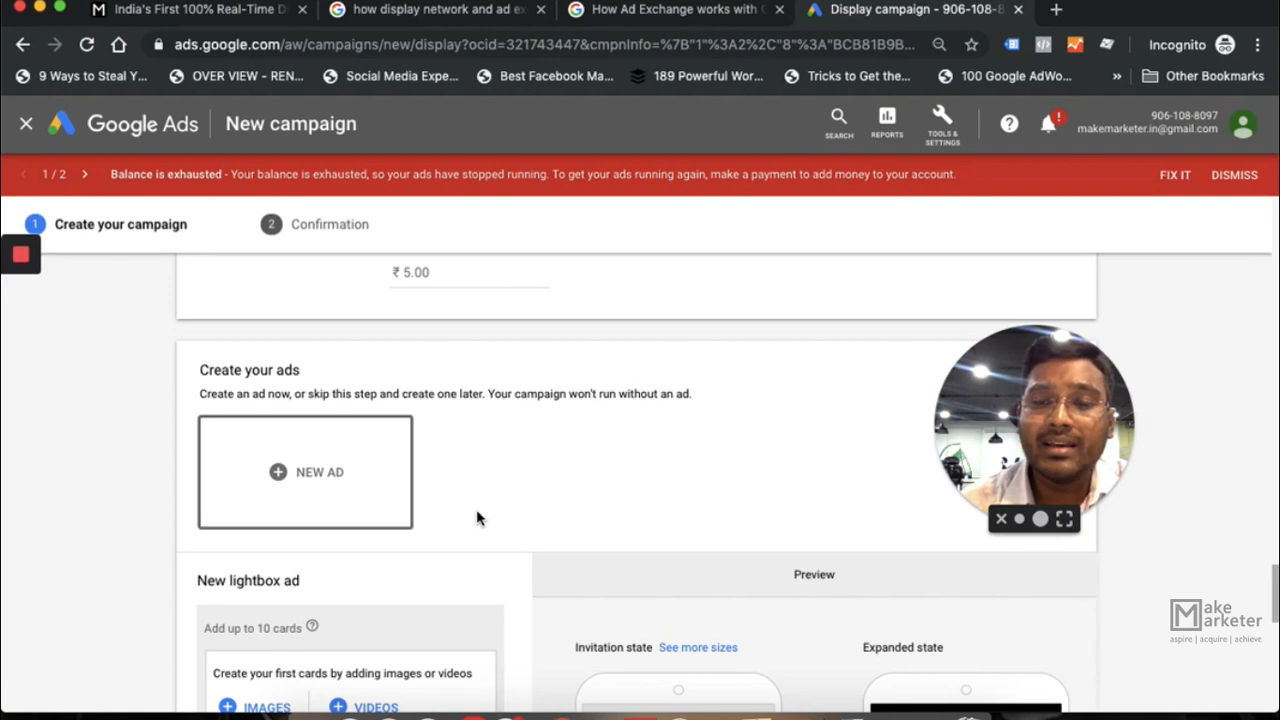 India's First 100% Real-Time D
how display network and ad ex
How Ad Exchange works with
Display campaign - 906-108-8
ads.google.com/aw/campaigns/new/display?ocid=321743447&cmpnInfo=%7B"1"%3A2%2C"8"%3A"BCB81B9B...
Incognito
9 Ways to Steal Y...
OVER VIEW - REN...
Social Media Expe...
Best Facebook Ma...
189 Powerful Wor...
Tricks to Get the...
100 Google AdWo...
»
Other Bookmarks
Google Ads
New campaign
SEARCH
REPORTS
TOOLS &
SETTINGS
906-108-8097
makemarketer.in@gmail.com
1 / 2
Balance is exhausted - Your balance is exhausted, so your ads have stopped running. To get your ads running again, make a payment to add money to your account.
FIX IT
DISMISS
1 Create your campaign
2 Confirmation
₹ 5.00
Create your ads
Create an ad now, or skip this step and create one later. Your campaign won't run without an ad.
NEW AD
New lightbox ad
Preview
Add up to 10 cards
Invitation state See more sizes
Expanded state
Create your first cards by adding images or videos
IMAGES
VIDEOS
Make
Marketer
aspire | acquire | achieve